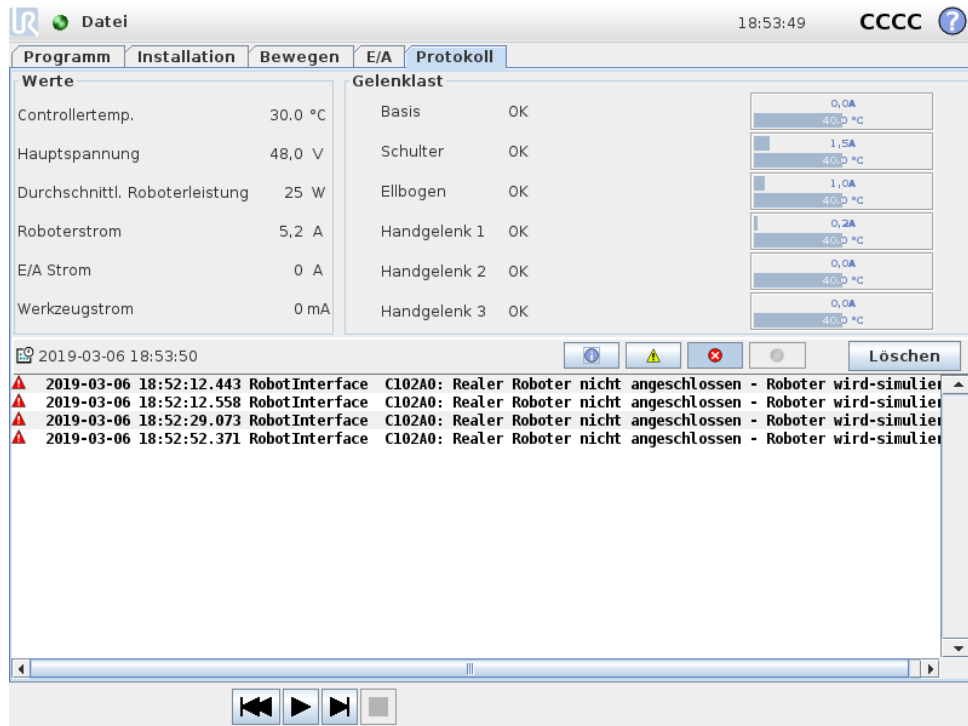 UR Datei 18:53:49 CCCC ?
Programm Installation Bewegen E/A Protokoll
Werte
Controllertemp. 30.0 °C
Hauptspannung 48,0 V
Durchschnittl. Roboterleistung 25 W
Roboterstrom 5,2 A
E/A Strom 0 A
Werkzeugstrom 0 mA
Gelenklast
Basis OK 0,0A
40.0 °C
Schulter OK 1,5A
40.0 °C
Ellbogen OK 1,0A
40.0 °C
Handgelenk 1 OK 0,2A
40.0 °C
Handgelenk 2 OK 0,0A
40.0 °C
Handgelenk 3 OK 0,0A
40.0 °C
2019-03-06 18:53:50 Löschen
2019-03-06 18:52:12.443 RobotInterface C102A0: Realer Roboter nicht angeschlossen - Roboter wird-simulier
2019-03-06 18:52:12.558 RobotInterface C102A0: Realer Roboter nicht angeschlossen - Roboter wird-simulier
2019-03-06 18:52:29.073 RobotInterface C102A0: Realer Roboter nicht angeschlossen - Roboter wird-simulier
2019-03-06 18:52:52.371 RobotInterface C102A0: Realer Roboter nicht angeschlossen - Roboter wird-simulier